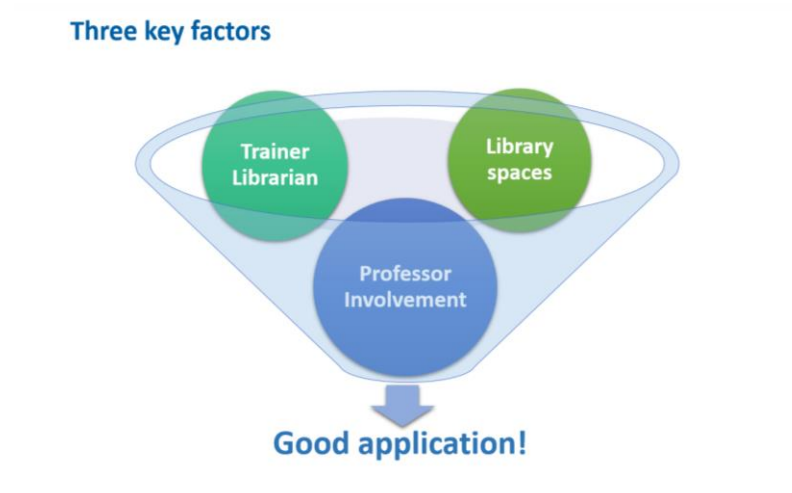 Three key factors
Trainer
Librarian
Library
spaces
Professor
Involvement
Good application!